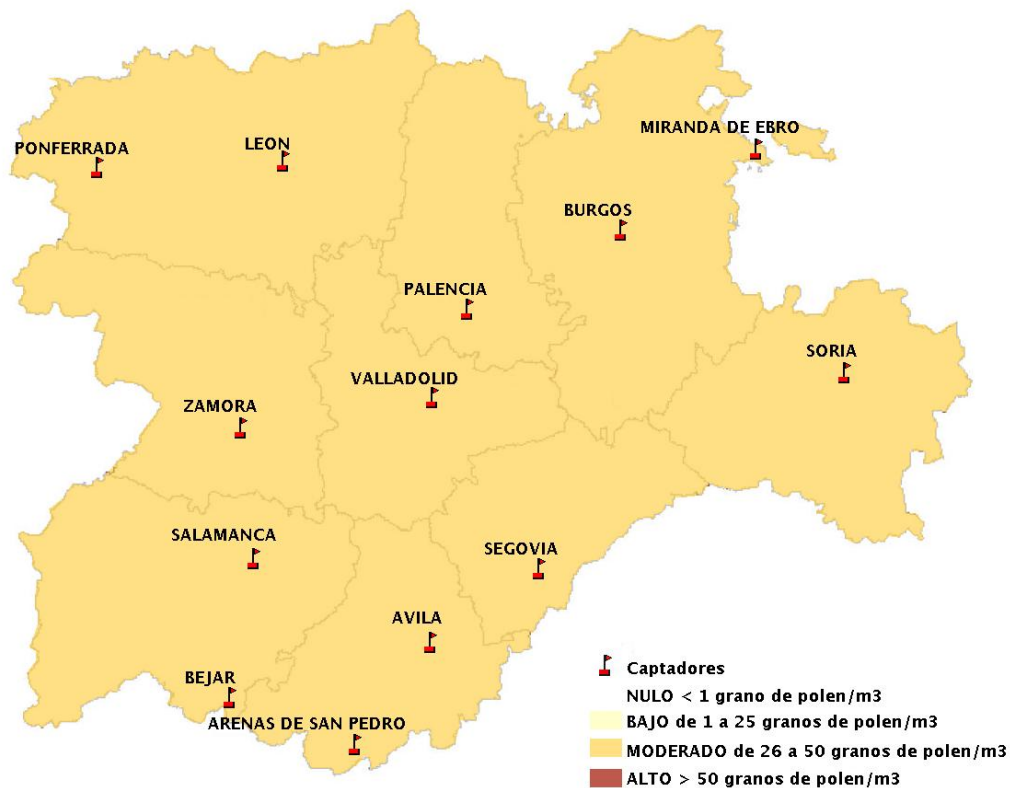 MIRANDA DE EBRO
PONFERRADA
LEON
BURGOS
PALENCIA
SORIA
VALLADOLID
ZAMORA
SALAMANCA
SEGOVIA
AVILA
BEJAR
ARENAS DE SAN PEDRO
Captadores
NULO < 1 grano de polen/m3
BAJO de 1 a 25 granos de polen/m3
MODERADO de 26 a 50 granos de polen/m3
ALTO > 50 granos de polen/m3